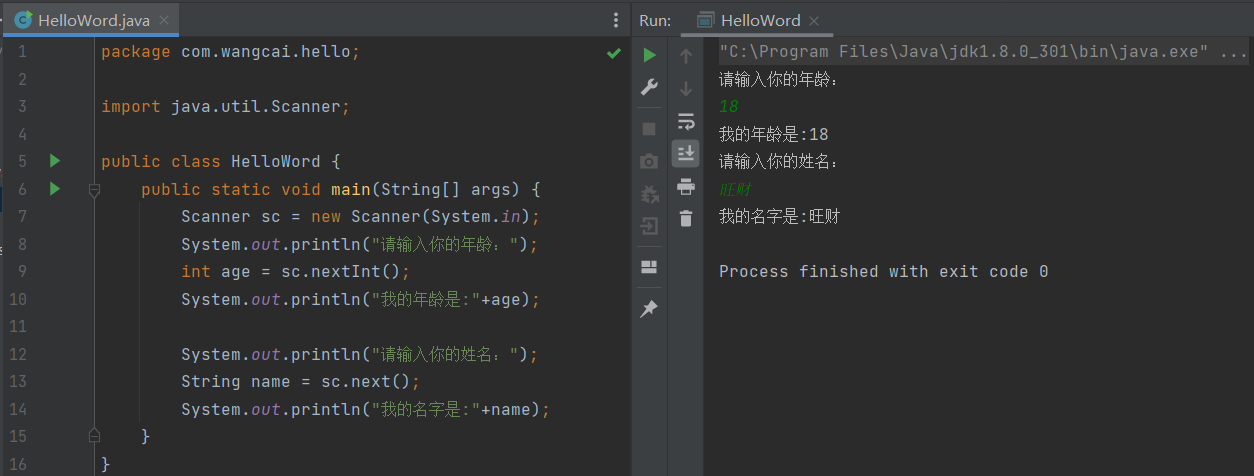 HelloWord.java
1 package com.wangcai.hello;
2
3 import java.util.Scanner;
4
5 public class HelloWord {
6 public static void main(String[] args) {
7 Scanner sc = new Scanner(System.in);
8 System.out.println("请输入你的年龄：");
9 int age = sc.nextInt();
10 System.out.println("我的年龄是:"+age);
11
12 System.out.println("请输入你的姓名：");
13 String name = sc.next();
14 System.out.println("我的名字是:"+name);
15 }
16 }
Run: HelloWord
"C:\Program Files\Java\jdk1.8.0_301\bin\java.exe" ...
请输入你的年龄：
18
我的年龄是:18
请输入你的姓名：
旺财
我的名字是:旺财
Process finished with exit code 0